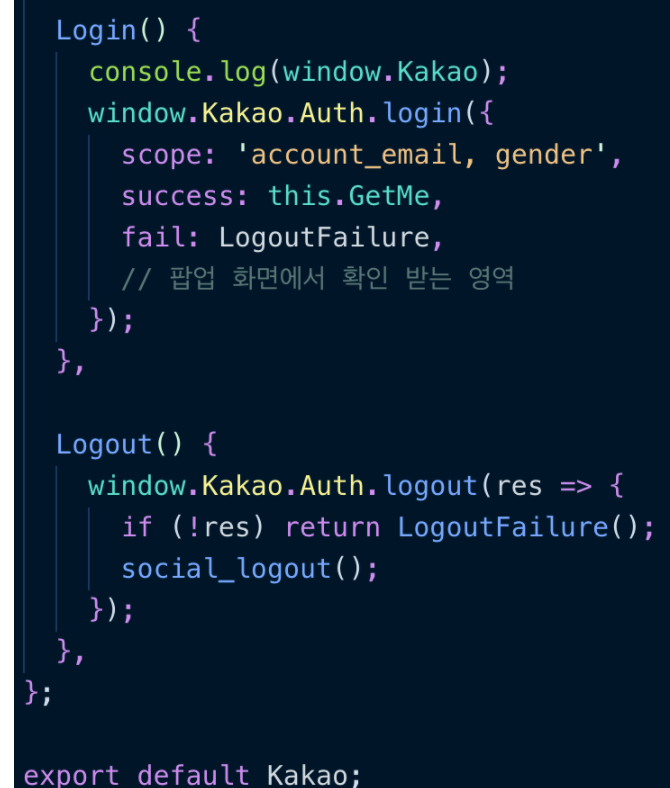 Login() {
console.log(window.Kakao);
window.Kakao.Auth.login({
scope: 'account_email, gender',
success: this.GetMe,
fail: LogoutFailure,
// 팝업 화면에서 확인 받는 영역
});
},
Logout() {
window.Kakao.Auth.logout(res => {
if (!res) return LogoutFailure();
social_logout();
});
},
};
export default Kakao;